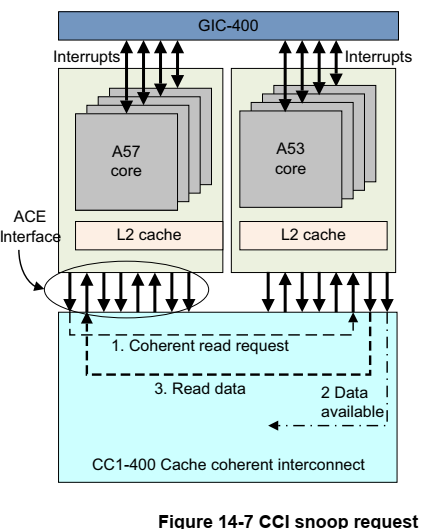 GIC-400
Interrupts
Interrupts
A57
core
A53
core
ACE
Interface
L2 cache
L2 cache
1. Coherent read request
3. Read data
2 Data
available
CC1-400 Cache coherent interconnect
Figure 14-7 CCI snoop request